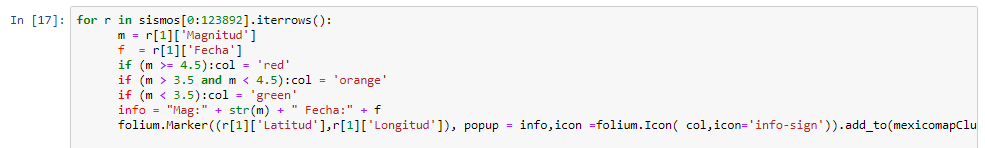 In [17]: for r in sismos[0:123892].iterrows():
m = r[1]['Magnitud']
f  = r[1]['Fecha']
if (m >= 4.5):col = 'red'
if (m > 3.5 and m < 4.5):col = 'orange'
if (m < 3.5):col = 'green'
info = "Mag:" + str(m) + " Fecha:" + f
folium.Marker((r[1]['Latitud'],r[1]['Longitud']), popup = info,icon =folium.Icon( col,icon='info-sign')).add_to(mexicomapClu